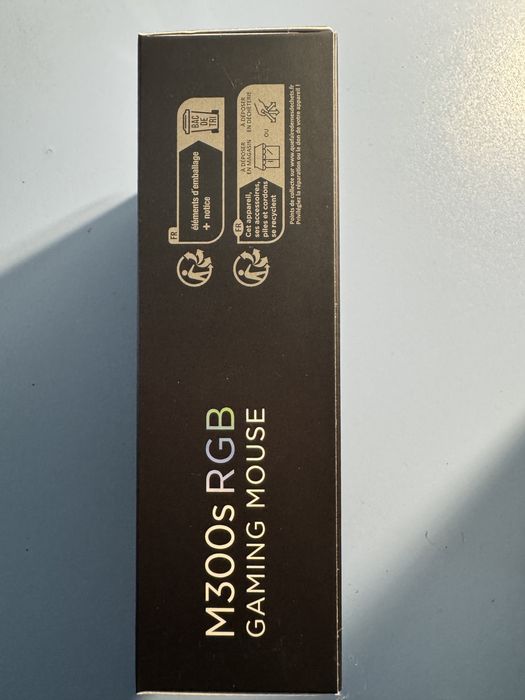 M300s RGB
GAMING MOUSE
FR
éléments d'emballage
+ notice
BAC
DE
TRI
FR
Cet appareil,
ses accessoires,
piles et cordons
se recyclent
À DÉPOSER
EN MAGASIN
OU
À DÉPOSER
EN DÉCHÈTERIE
Points de collecte sur www.quefairedemesdechets.fr
Privilégiez la réparation ou le don de votre appareil !